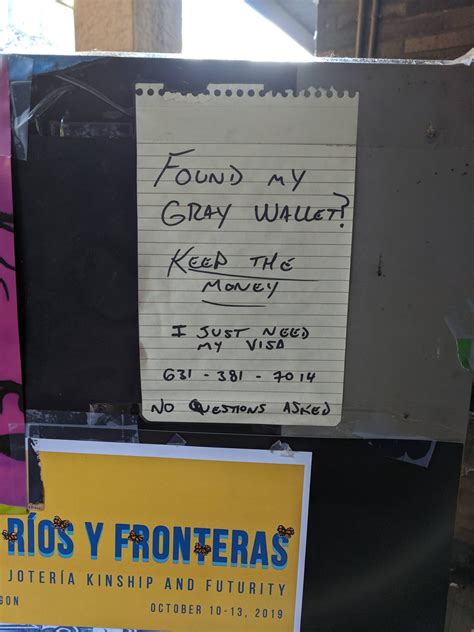 FOUND MY
GRAY WALLET?
KEEP THE
MONEY
I JUST NEED
MY VISA
631-381-7014
NO QUESTIONS ASKED
RÍOS Y FRONTERAS
JOTERÍA KINSHIP AND FUTURITY
GON
OCTOBER 10-13, 2019